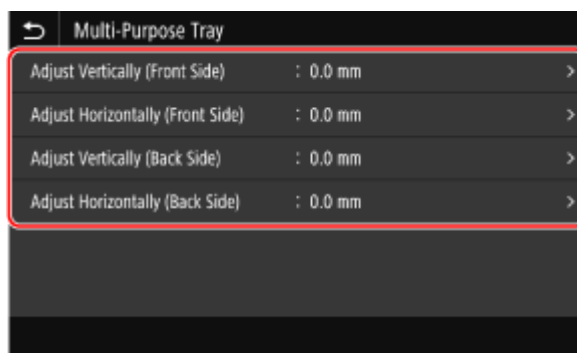 Multi-Purpose Tray
Adjust Vertically (Front Side) : 0.0 mm >
Adjust Horizontally (Front Side) : 0.0 mm >
Adjust Vertically (Back Side) : 0.0 mm >
Adjust Horizontally (Back Side) : 0.0 mm >